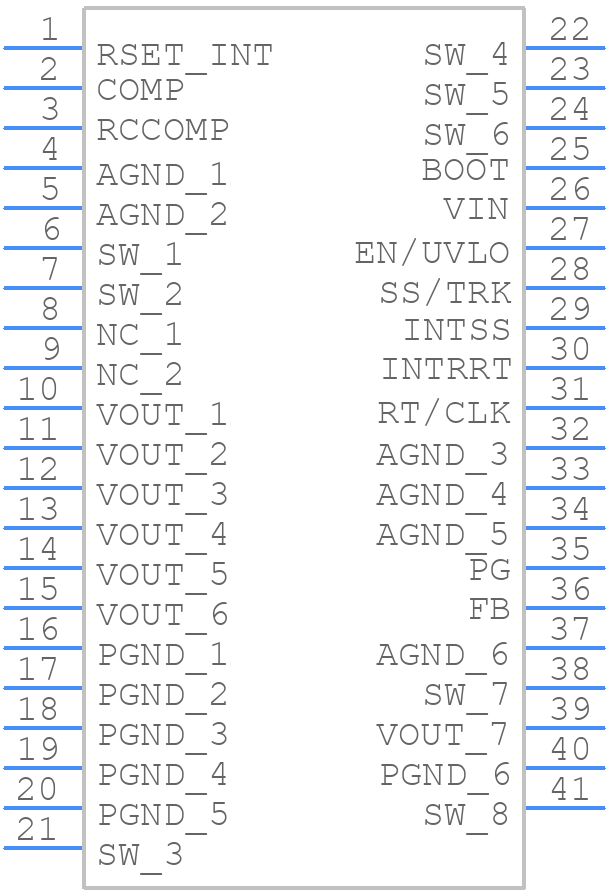 1 RSET_INT SW_4 22
2 COMP SW_5 23
3 RCCOMP SW_6 24
4 AGND_1 BOOT 25
5 AGND_2 VIN 26
6 SW_1 EN/UVLO 27
7 SW_2 SS/TRK 28
8 NC_1 INTSS 29
9 NC_2 INTRRT 30
10 VOUT_1 RT/CLK 31
11 VOUT_2 AGND_3 32
12 VOUT_3 AGND_4 33
13 VOUT_4 AGND_5 34
14 VOUT_5 PG 35
15 VOUT_6 FB 36
16 PGND_1 AGND_6 37
17 PGND_2 SW_7 38
18 PGND_3 VOUT_7 39
19 PGND_4 PGND_6 40
20 PGND_5 SW_8 41
21 SW_3